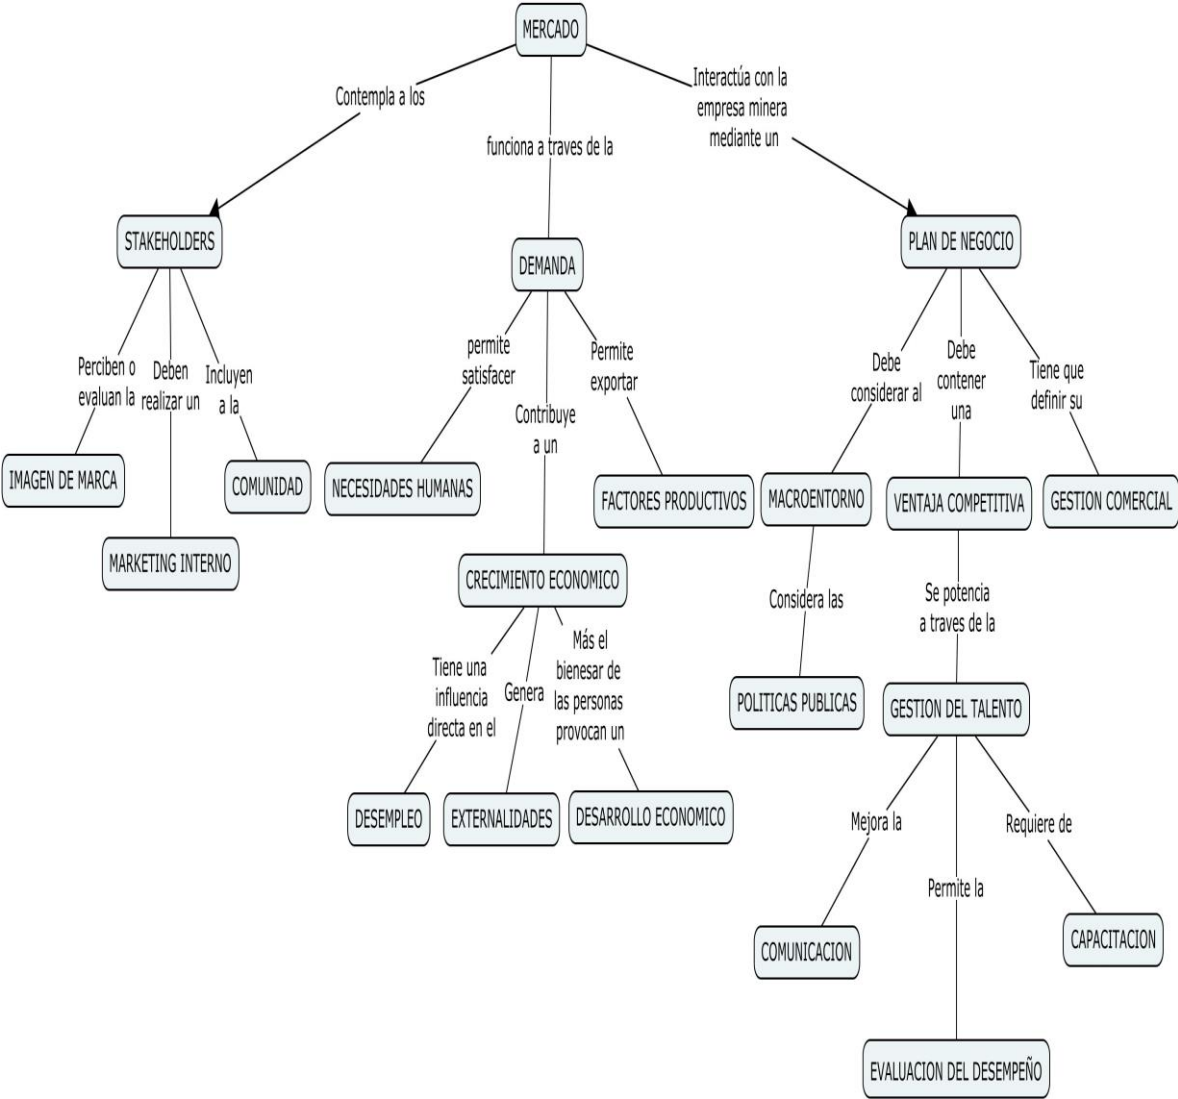 MERCADO
Contempla a los
funciona a traves de la
Interactúa con la
empresa minera
mediante un
STAKEHOLDERS
DEMANDA
PLAN DE NEGOCIO
Perciben o
evaluan la
Deben
realizar un
Incluyen
a la
permite
satisfacer
Contribuye
a un
Permite
exportar
Debe
considerar al
Debe
contener
una
Tiene que
definir su
IMAGEN DE MARCA
MARKETING INTERNO
COMUNIDAD
NECESIDADES HUMANAS
FACTORES PRODUCTIVOS
MACROENTORNO
VENTAJA COMPETITIVA
GESTION COMERCIAL
CRECIMIENTO ECONOMICO
Considera las
Se potencia
a traves de la
Tiene una
influencia
directa en el
Genera
Más el
bienesar de
las personas
provocan un
POLITICAS PUBLICAS
GESTION DEL TALENTO
DESEMPLEO
EXTERNALIDADES
DESARROLLO ECONOMICO
Mejora la
Permite la
Requiere de
COMUNICACION
CAPACITACION
EVALUACION DEL DESEMPEÑO